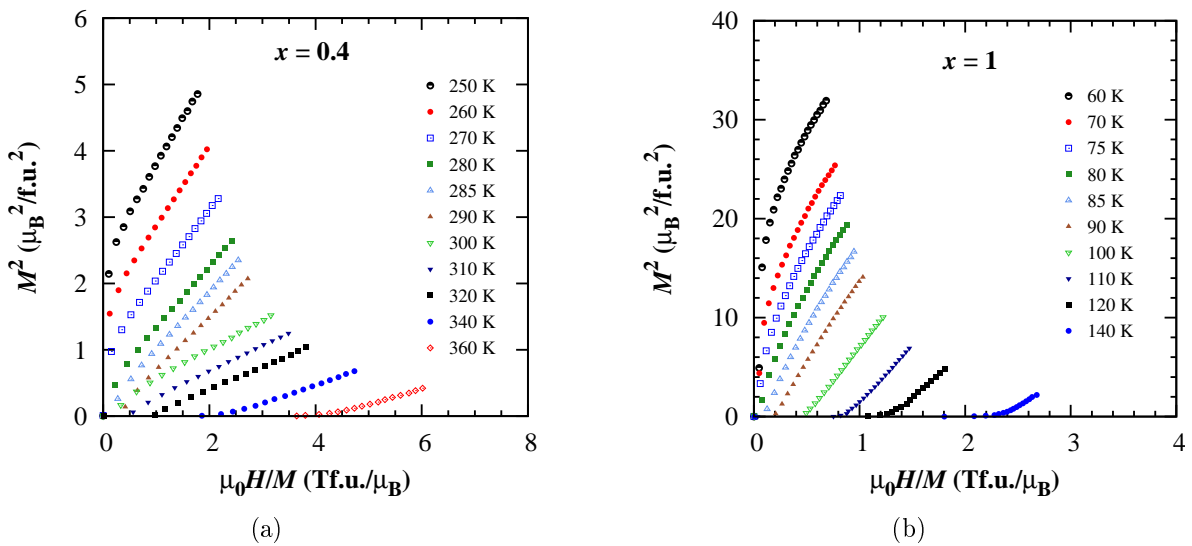 x = 0.4
6
5
4
3
2
1
0
M² (μB²/f.u.²)
250 K
260 K
270 K
280 K
285 K
290 K
300 K
310 K
320 K
340 K
360 K
0 2 4 6 8
μ0H/M (Tf.u./μB)
(a)
x = 1
40
30
20
10
0
M² (μB²/f.u.²)
60 K
70 K
75 K
80 K
85 K
90 K
100 K
110 K
120 K
140 K
0 1 2 3 4
μ0H/M (Tf.u./μB)
(b)